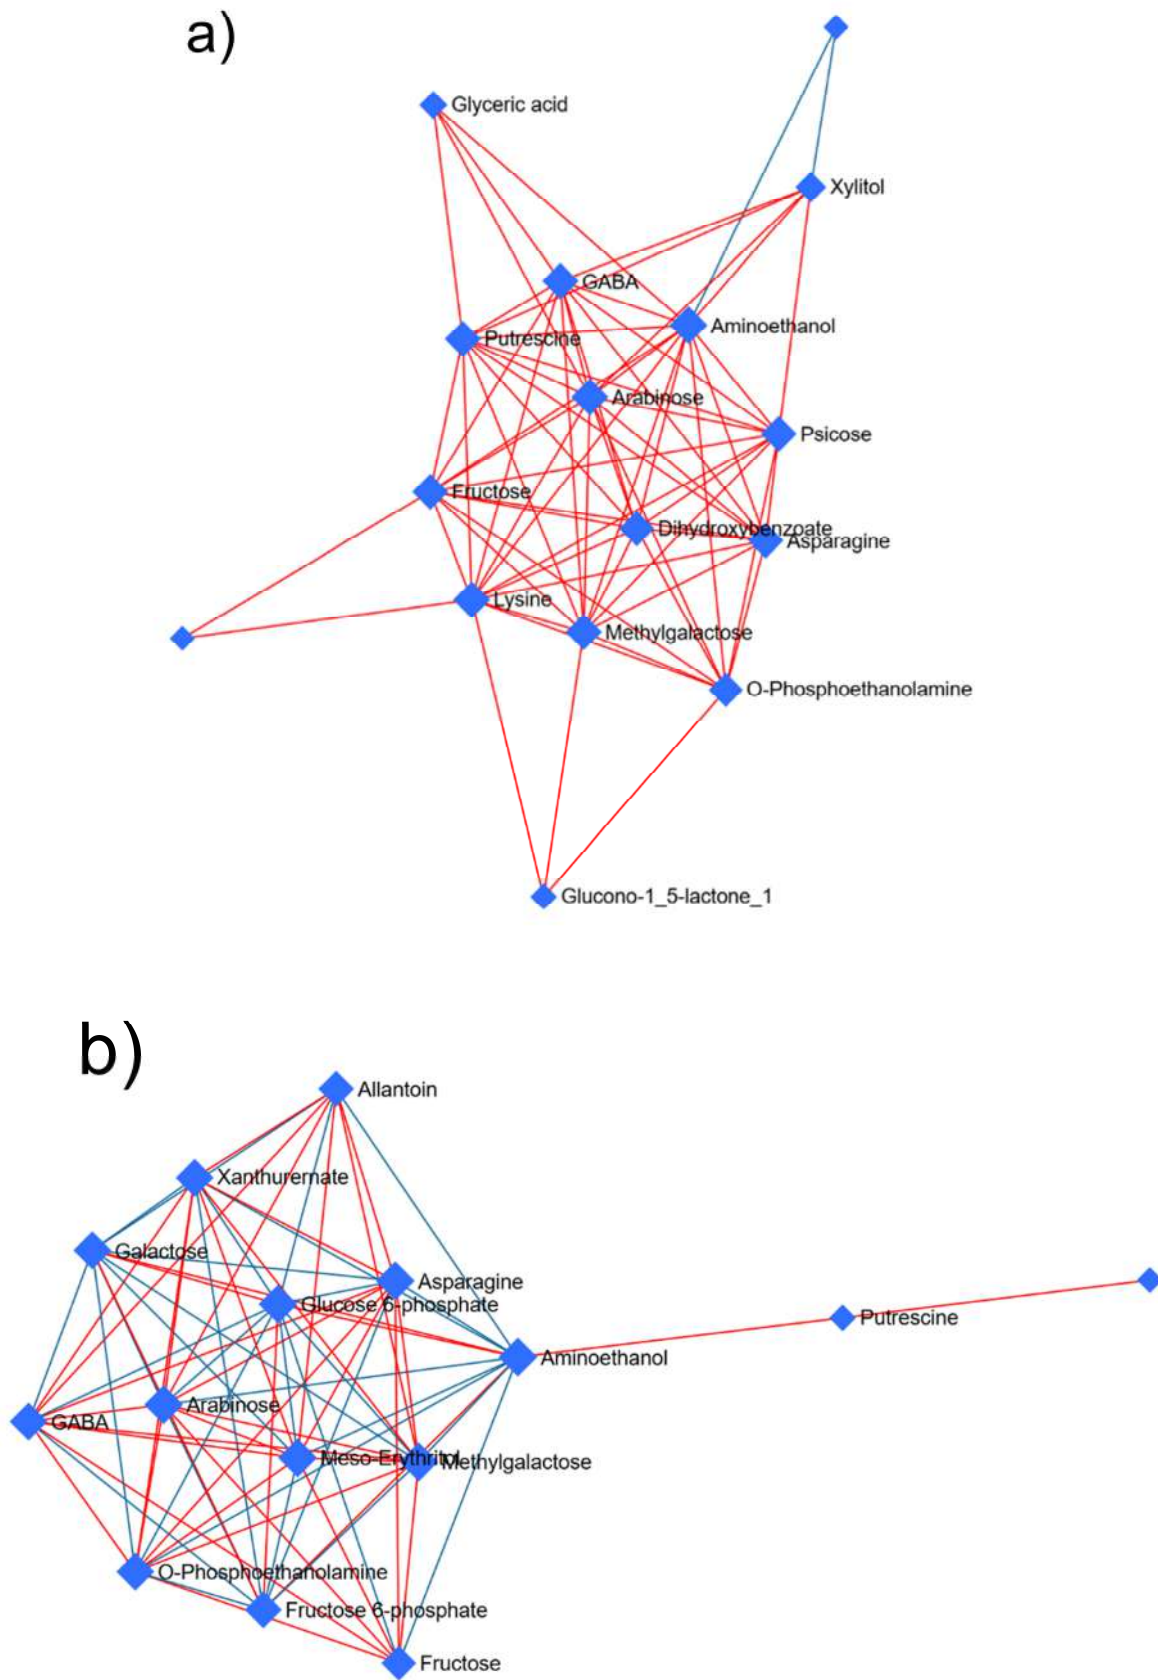 a)
Glyceric acid
Xylitol
GABA
Aminoethanol
Putrescine
Arabinose
Psicose
Fructose
Dihydroxybenzoate
Asparagine
Lysine
Methylgalactose
O-Phosphoethanolamine
Glucono-1_5-lactone_1
b)
Allantoin
Xanthurernate
Galactose
Asparagine
Glucose 6-phosphate
Putrescine
Aminoethanol
Arabinose
GABA
Meso-Erythritol
Methylgalactose
O-Phosphoethanolamine
Fructose 6-phosphate
Fructose